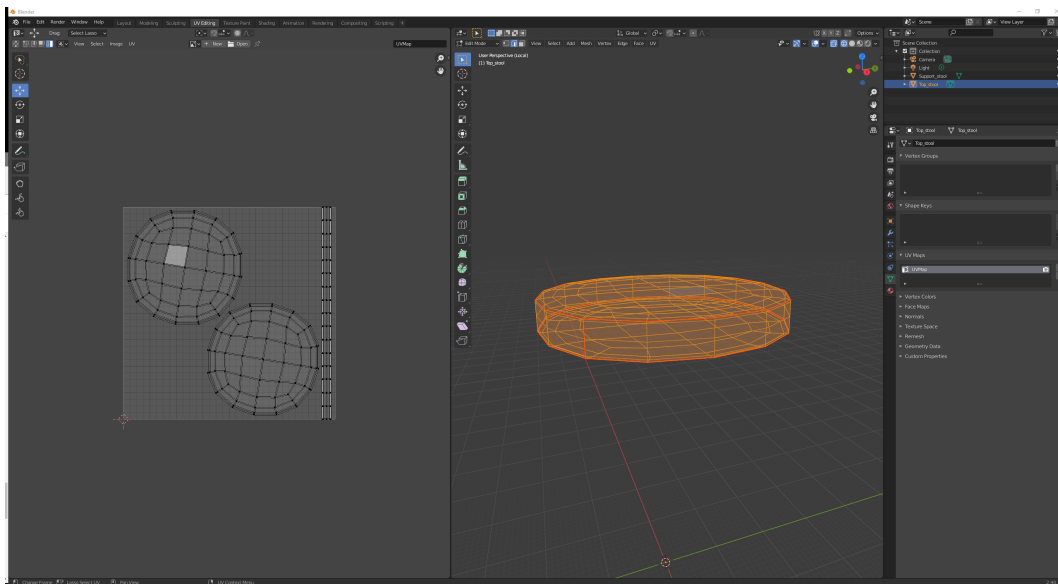 Blender
File Edit Render Window Help Layout Modeling Sculpting UV Editing Texture Paint Shading Animation Rendering Compositing Scripting + Scene View Layer
Drag: Select Lasso Global Options
View Select Image UV + New Open UVMap Edit Mode View Select Add Mesh Vertex Edge Face UV X Y Z
User Perspective (Local)
(1) Top_stool
Scene Collection
Collection
Camera
Light
Support_stool
Top_stool
Top_stool Top_stool
Top_stool
Vertex Groups
Shape Keys
UV Maps
UVMap
Vertex Colors
Face Maps
Normals
Texture Space
Remesh
Geometry Data
Custom Properties
Change Frame Lasso Select UV Pan View UV Context Menu